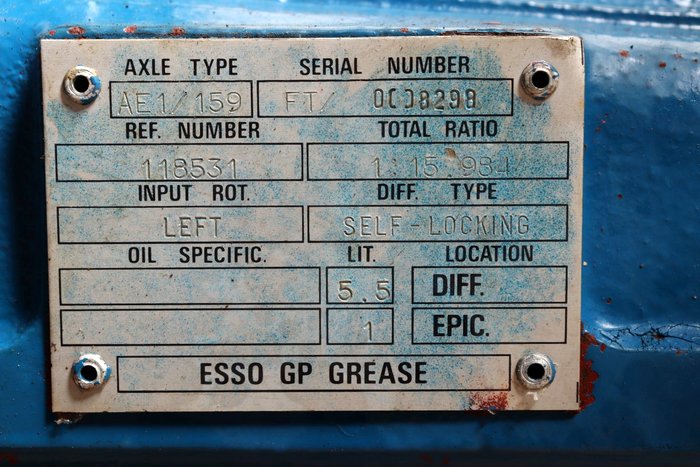 AXLE TYPE SERIAL NUMBER
AE1/159 FT/ 0008298
REF. NUMBER TOTAL RATIO
118531 1:15.984
INPUT ROT. DIFF. TYPE
LEFT SELF-LOCKING
OIL SPECIFIC. LIT. LOCATION
5.5 DIFF.
1 EPIC.
ESSO GP GREASE